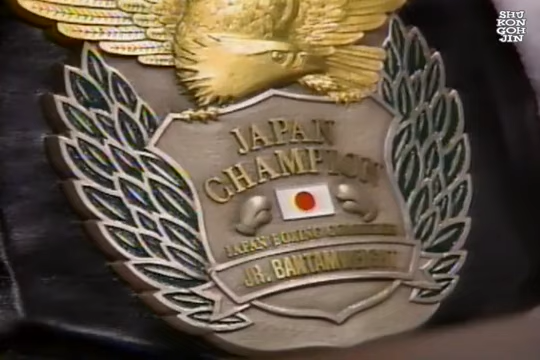 SHU
KON
GOH
JIN
JAPAN
CHAMPION
JAPAN BOXING COMMISSION
JR. BANTAMWEIGHT